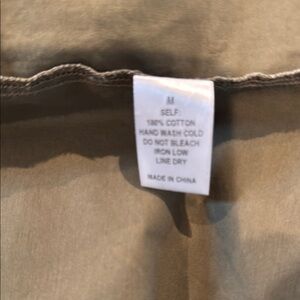 M
SELF:
100% COTTON
HAND WASH COLD
DO NOT BLEACH
IRON LOW
LINE DRY
MADE IN CHINA